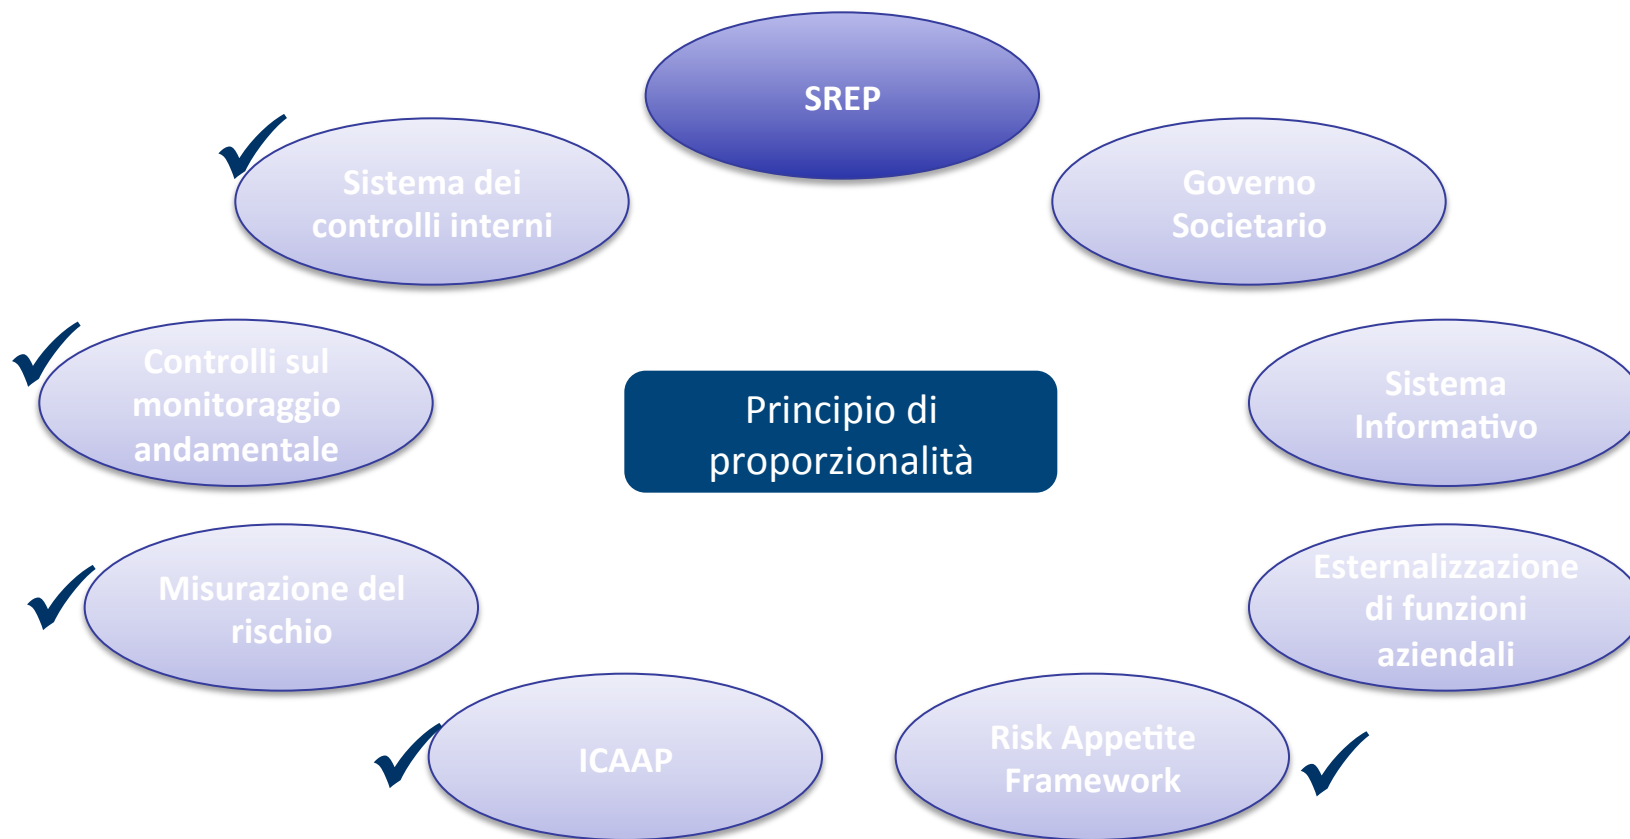 SREP
Sistema dei
controlli interni
Governo
Societario
Controlli sul
monitoraggio
andamentale
Principio di
proporzionalità
Sistema
Informativo
Misurazione del
rischio
Esternalizzazione
di funzioni
aziendali
ICAAP
Risk Appetite
Framework